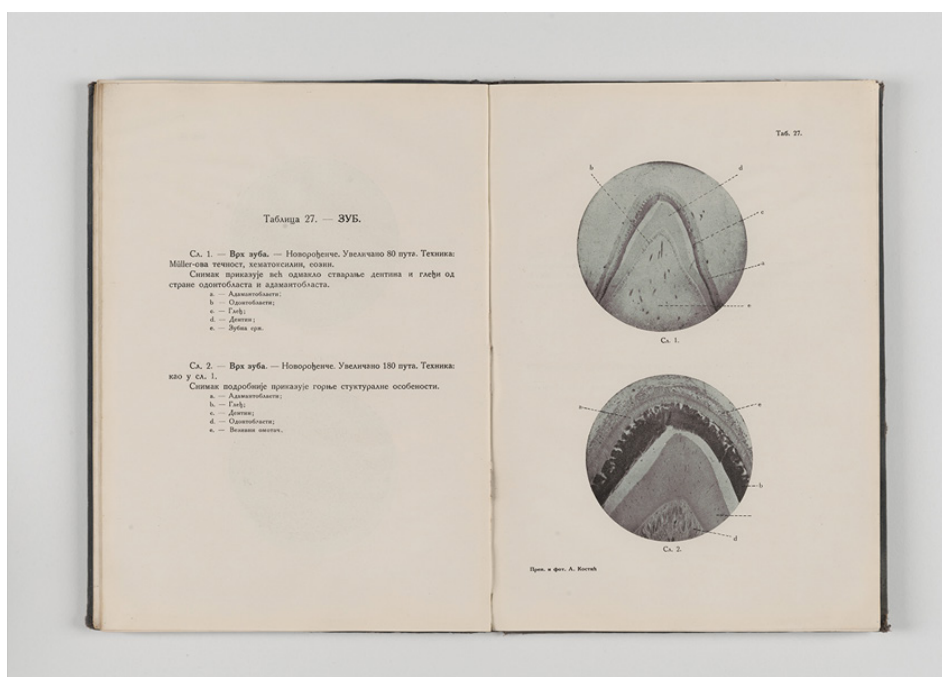 Таблица 27. — ЗУБ.
Сл. 1. — Врх зуба. — Новорођенче. Увеличано 80 пута. Техника:
Müller-ова течност, хематоксилин, еозин.
Снимак приказује већ одмакло стварање дентина и глеђи од
стране одонтобласта и адамантобласта.
a. — Адамантобласти;
b — Одонтобласти;
c. — Глеђ;
d. — Дентин;
e. — Зубна
Сл. 2. — Врх зуба. — Новорођенче. Увеличано 180 пута. Техника:
као у сл. 1.
Снимак подробније приказује горње стуктуралне особености.
a. — Адамантобласти;
b. — Глеђ;
c. — Дентин;
d. — Одонтобласти;
e. — Везивни омотач.
Таб. 27.
b
d
c
a
e
Сл. 1.
a
e
b
d
Сл. 2.
Преп. и фот. А. Костић